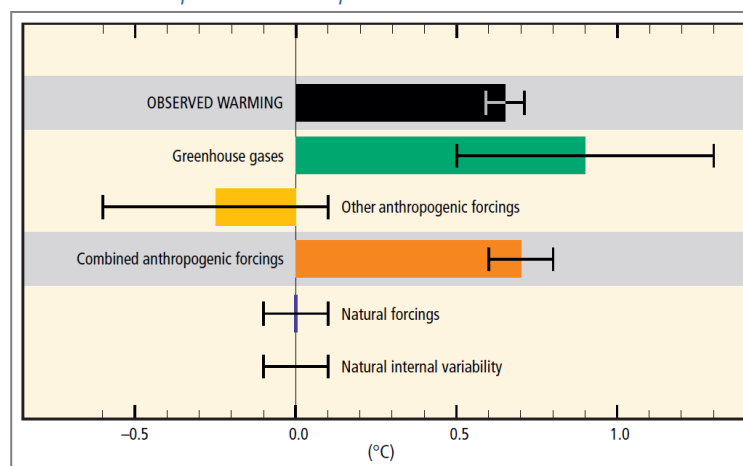 OBSERVED WARMING
Greenhouse gases
Other anthropogenic forcings
Combined anthropogenic forcings
Natural forcings
Natural internal variability
–0.5 0.0 0.5 1.0
(°C)